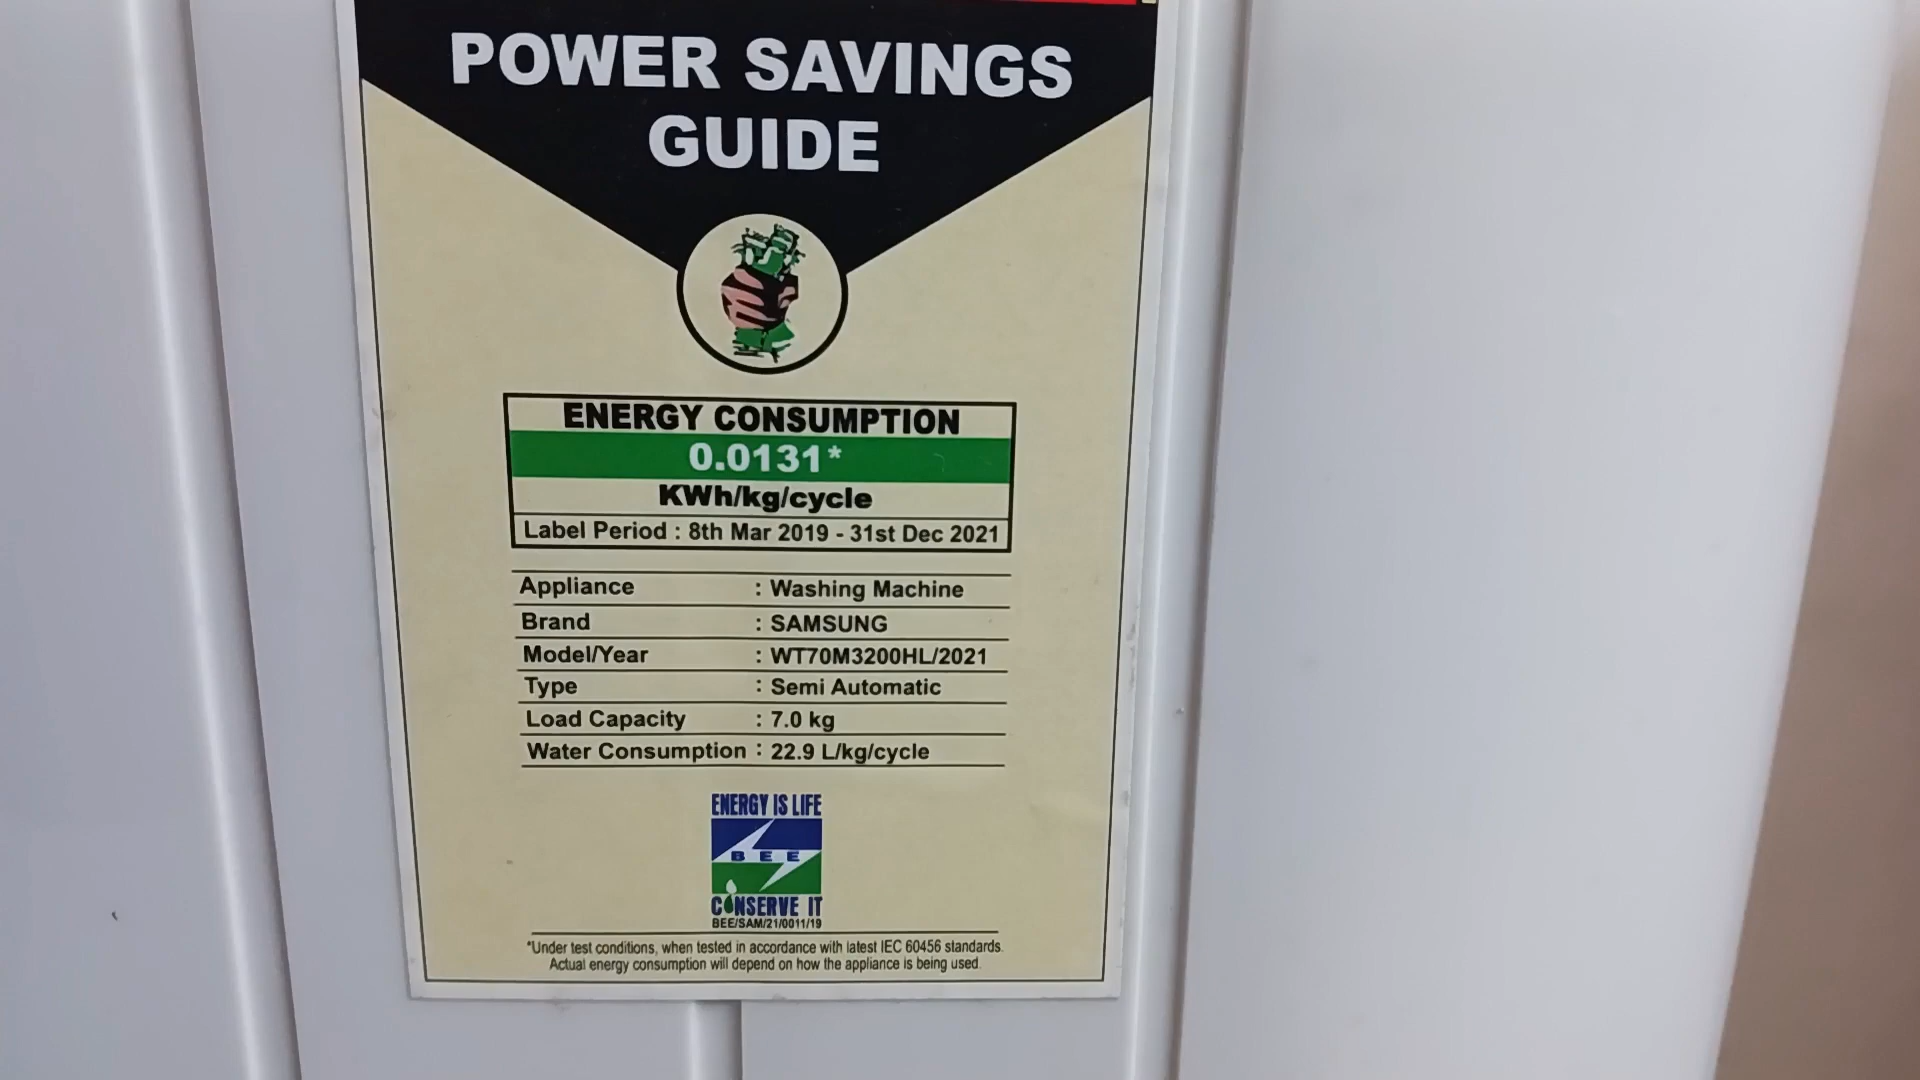 POWER SAVINGS
GUIDE
ENERGY CONSUMPTION
0.0131*
KWh/kg/cycle
Label Period : 8th Mar 2019 - 31st Dec 2021
Appliance : Washing Machine
Brand : SAMSUNG
Model/Year : WT70M3200HL/2021
Type : Semi Automatic
Load Capacity : 7.0 kg
Water Consumption : 22.9 L/kg/cycle
ENERGY IS LIFE
BEE
CONSERVE IT
BEE/SAM/21/0011/19
*Under test conditions, when tested in accordance with latest IEC 60456 standards.
Actual energy consumption will depend on how the appliance is being used.